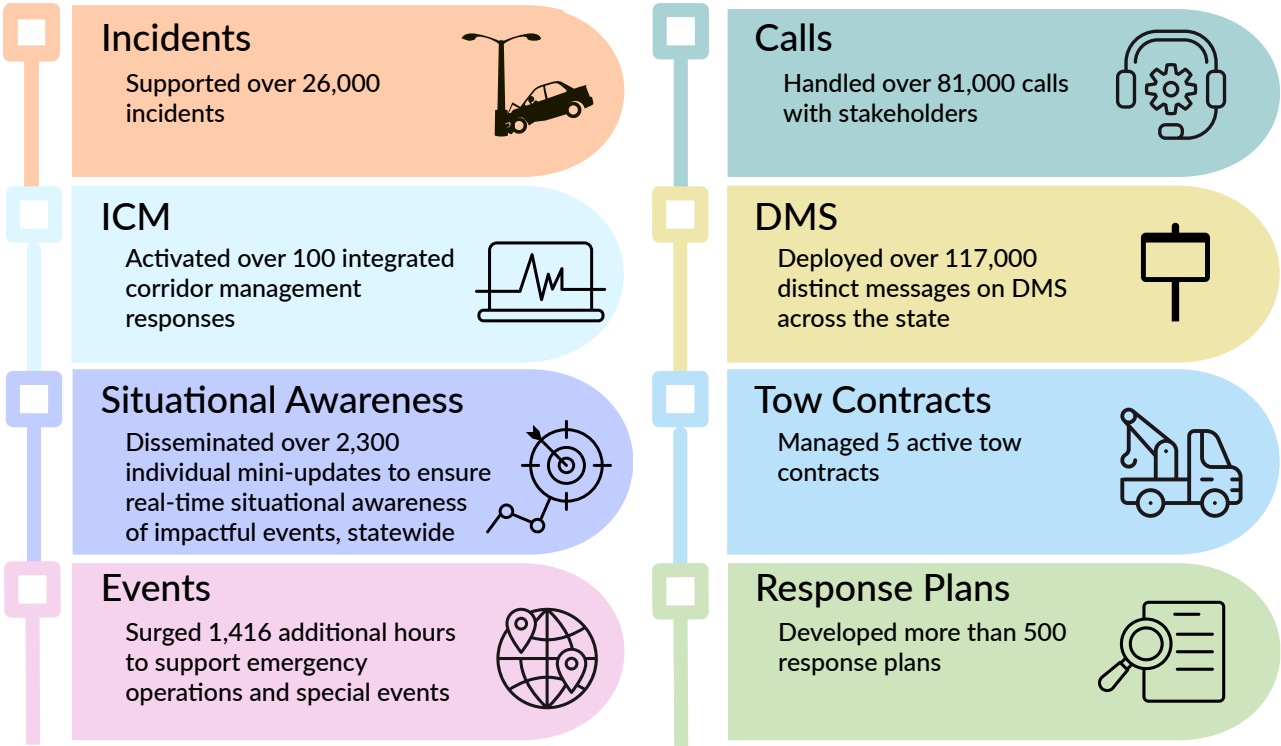 Incidents
Supported over 26,000
incidents
ICM
Activated over 100 integrated
corridor management
responses
Situational Awareness
Disseminated over 2,300
individual mini-updates to ensure
real-time situational awareness
of impactful events, statewide
Events
Surged 1,416 additional hours
to support emergency
operations and special events
Calls
Handled over 81,000 calls
with stakeholders
DMS
Deployed over 117,000
distinct messages on DMS
across the state
Tow Contracts
Managed 5 active tow
contracts
Response Plans
Developed more than 500
response plans